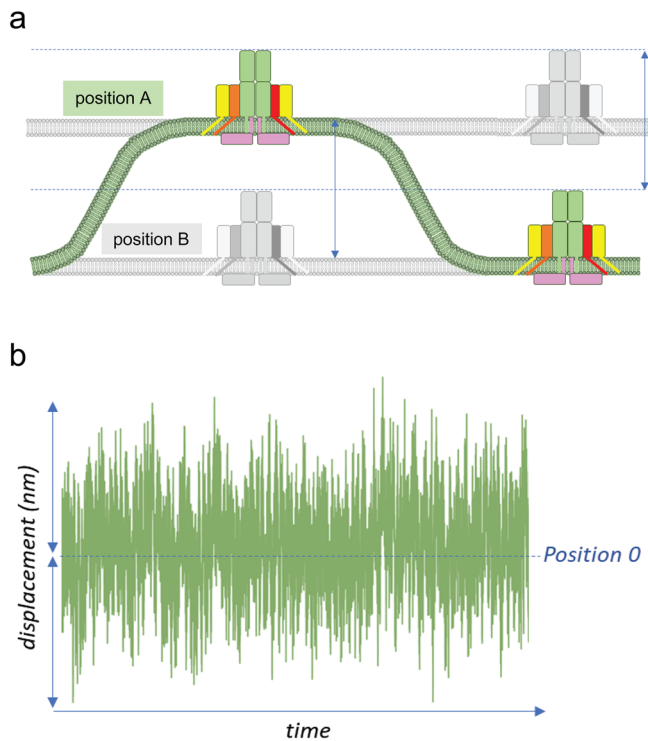 a
position A
position B
b
displacement (nm)
Position 0
time